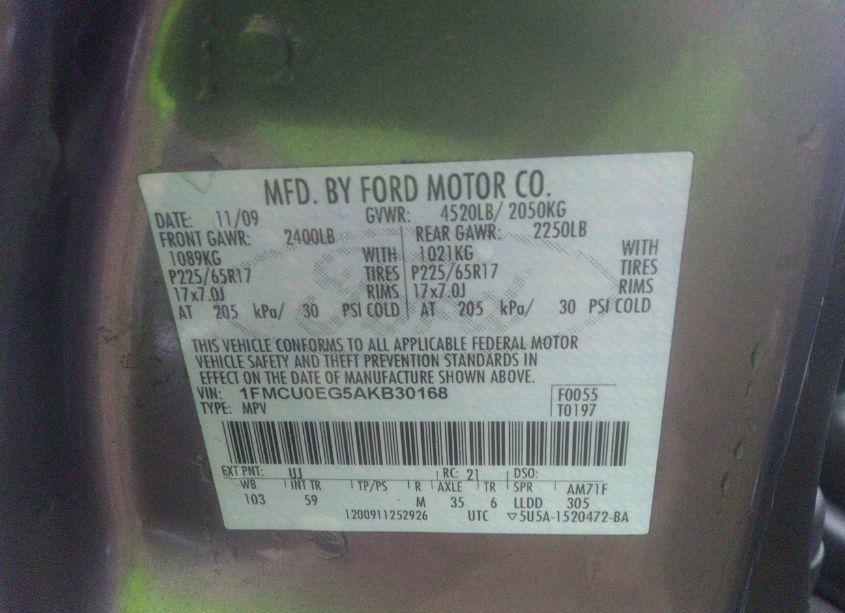 MFD. BY FORD MOTOR CO.
DATE: 11/09 GVWR: 4520LB/ 2050KG
FRONT GAWR: 2400LB REAR GAWR: 2250LB
1089KG WITH 1021KG WITH
P225/65R17 TIRES P225/65R17 TIRES
17x7.0J RIMS 17x7.0J RIMS
AT 205 kPa/ 30 PSI COLD AT 205 kPa/ 30 PSI COLD
THIS VEHICLE CONFORMS TO ALL APPLICABLE FEDERAL MOTOR
VEHICLE SAFETY AND THEFT PREVENTION STANDARDS IN
EFFECT ON THE DATE OF MANUFACTURE SHOWN ABOVE.
VIN: 1FMCU0EG5AKB30168 F0055
TYPE: MPV T0197
EXT PNT: UJ RC: 21 DSO:
WB INT TR TP/PS R AXLE TR SPR AM71F
103 59 M 35 6 LLDD 305
1200911252926 UTC ▽5U5A-1520472-BA